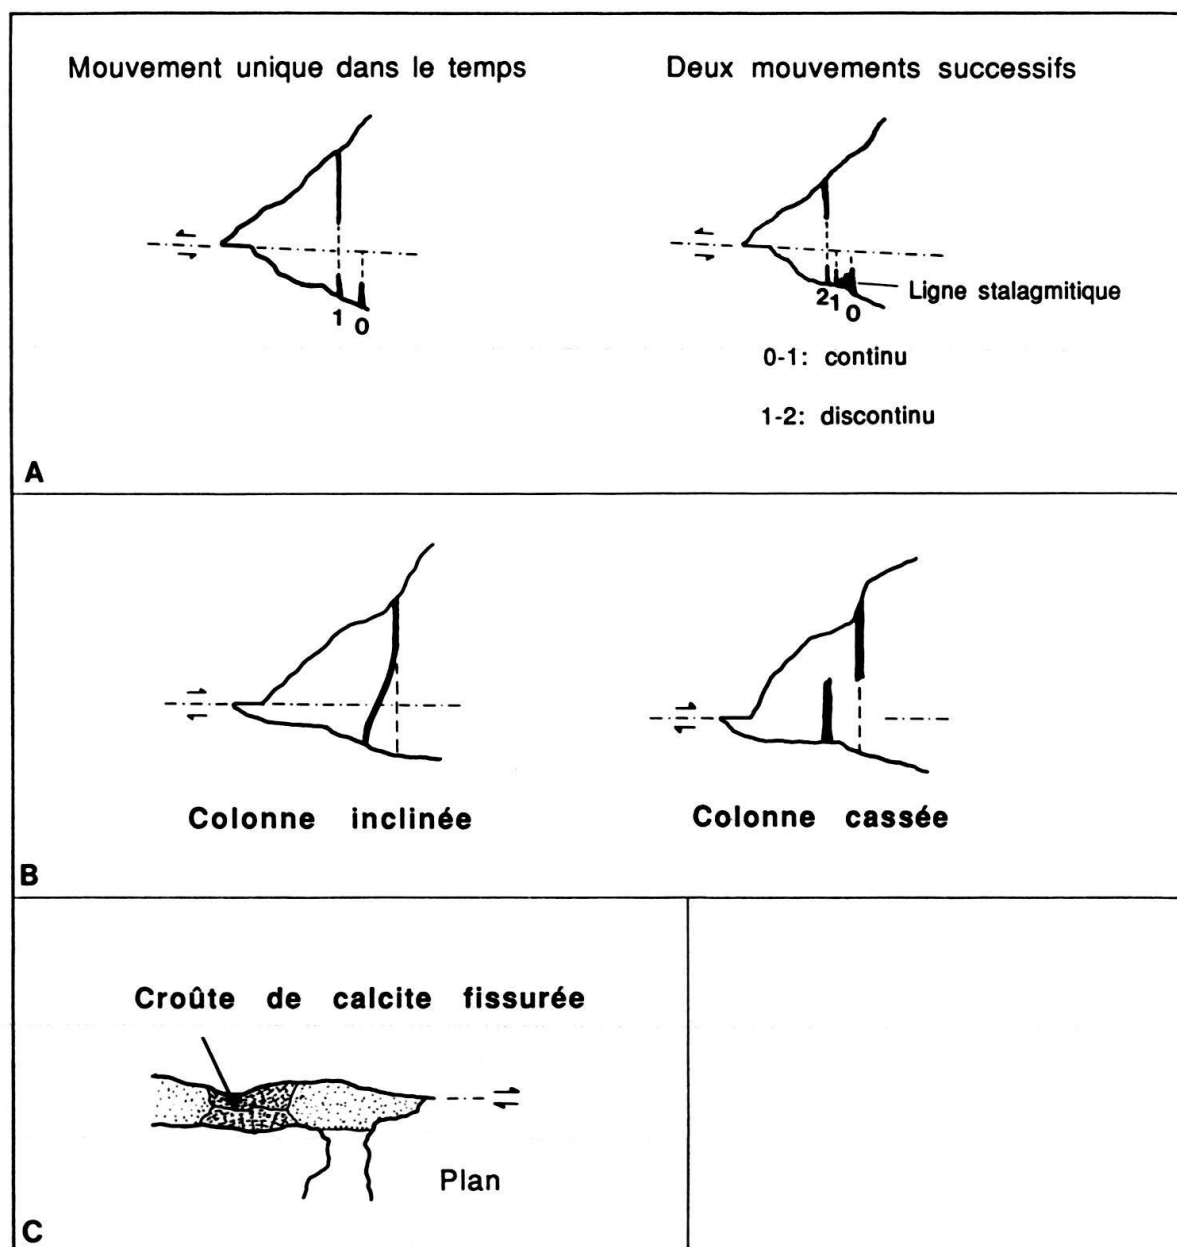 Mouvement unique dans le temps
Deux mouvements successifs
1 0
2 1 0
Ligne stalagmitique
0-1: continu
1-2: discontinu
A
Colonne inclinée
Colonne cassée
B
Croûte de calcite fissurée
Plan
C